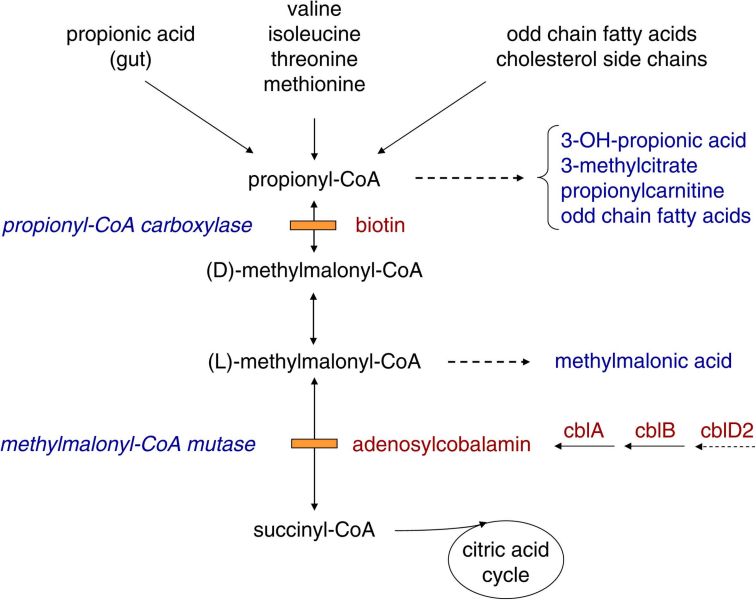 propionic acid
(gut)
valine
isoleucine
threonine
methionine
odd chain fatty acids
cholesterol side chains
propionyl-CoA
3-OH-propionic acid
3-methylcitrate
propionylcarnitine
odd chain fatty acids
propionyl-CoA carboxylase
biotin
(D)-methylmalonyl-CoA
(L)-methylmalonyl-CoA
methylmalonic acid
methylmalonyl-CoA mutase
adenosylcobalamin
cblA
cblB
cblD2
succinyl-CoA
citric acid
cycle